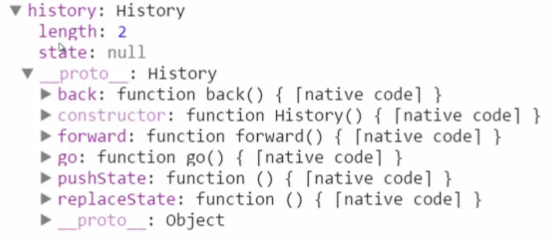 ▼ history: History
length: 2
state: null
▼ __proto__: History
▶ back: function back() { [native code] }
▶ constructor: function History() { [native code] }
▶ forward: function forward() { [native code] }
▶ go: function go() { [native code] }
▶ pushState: function () { [native code] }
▶ replaceState: function () { [native code] }
▶ __proto__: Object